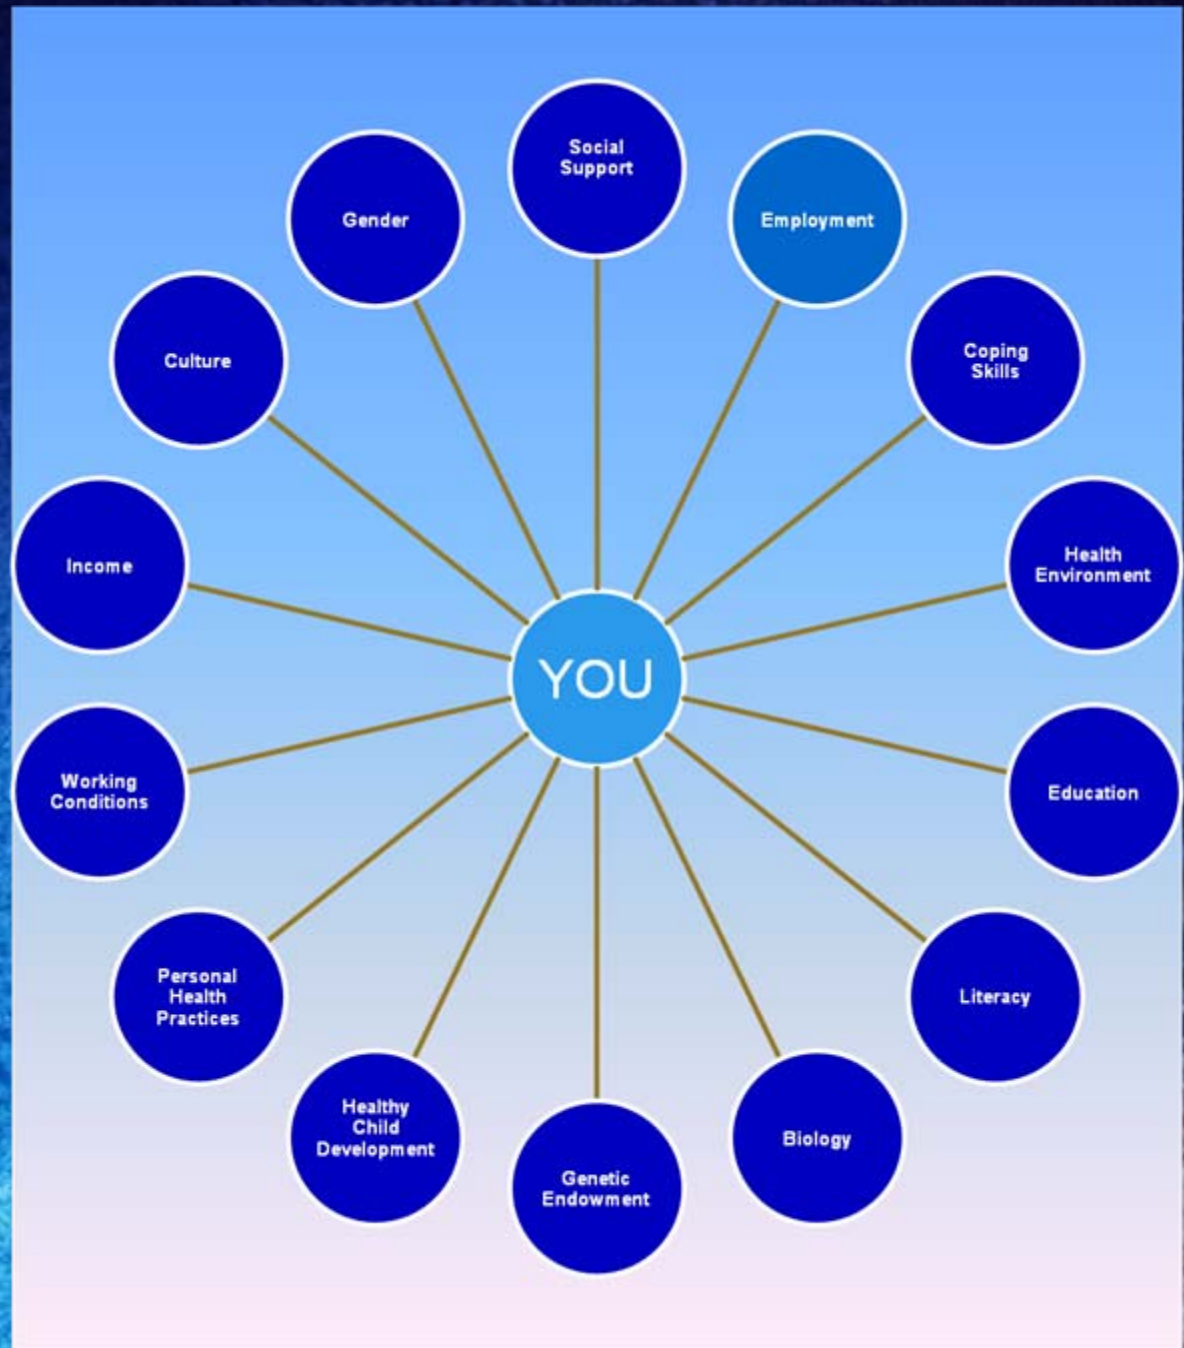 Social
Support
Employment
Coping
Skills
Health
Environment
Education
Literacy
Biology
Genetic
Endowment
Healthy
Child
Development
Personal
Health
Practices
Working
Conditions
Income
Culture
Gender
YOU